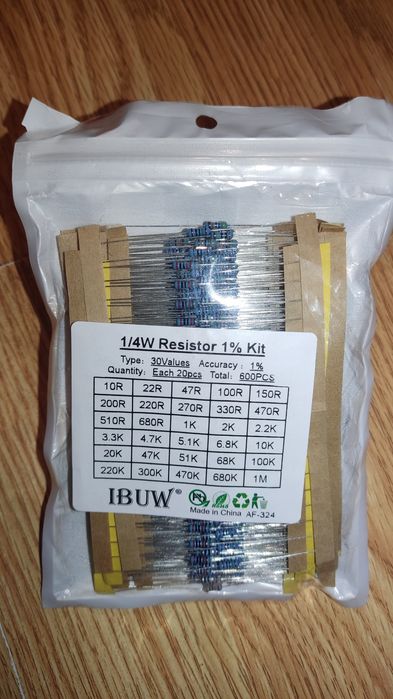 1/4W Resistor 1% Kit
Type: 30Values Accuracy: 1%
Quantity: Each 20pcs Total: 600PCS
10R 22R 47R 100R 150R
200R 220R 270R 330R 470R
510R 680R 1K 2K 2.2K
3.3K 4.7K 5.1K 6.8K 10K
20K 47K 51K 68K 100K
220K 300K 470K 680K 1M
IBUW®
Made in China AF-324